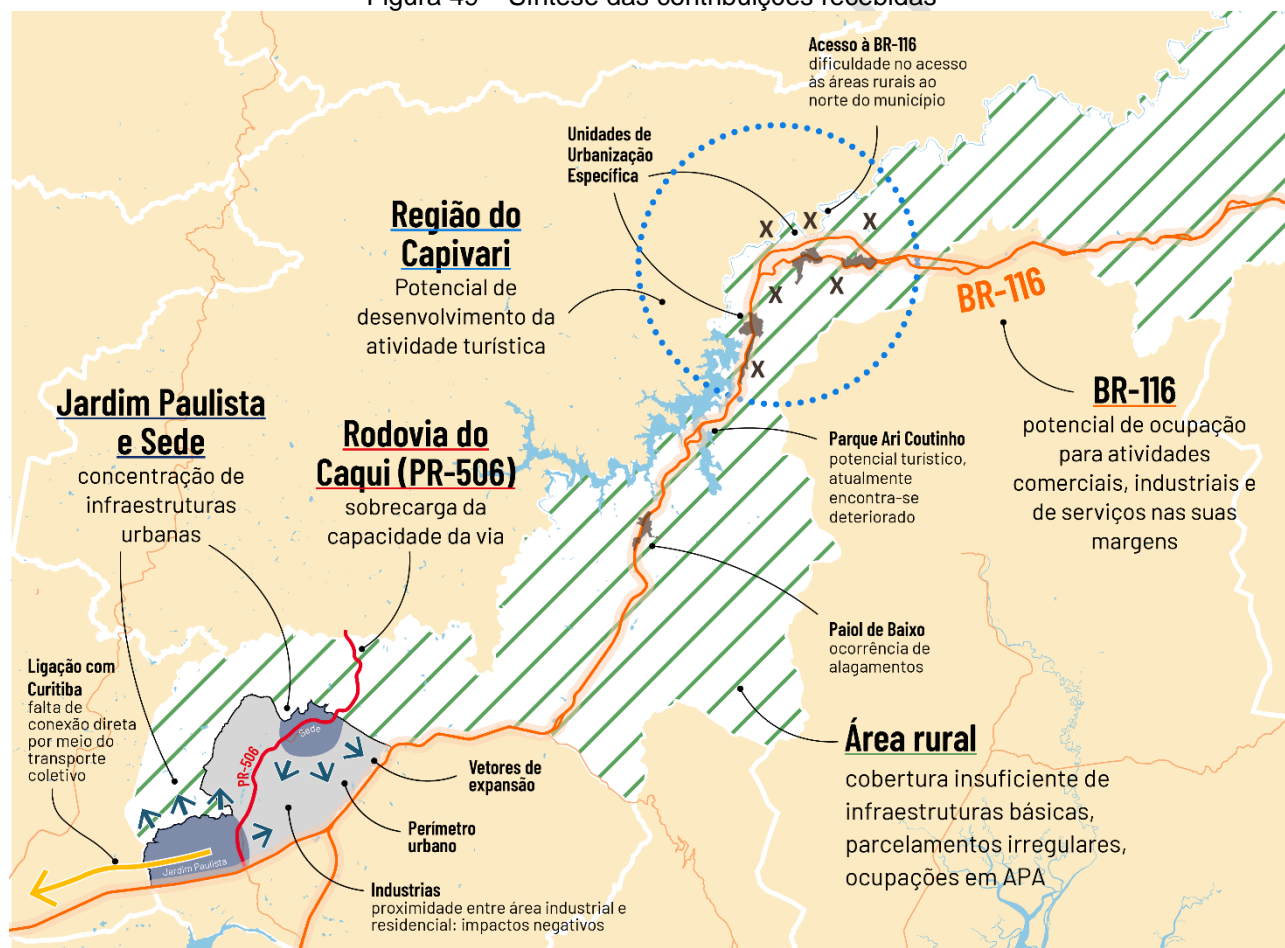 Figura 49 – Síntese das contribuições recebidas
Acesso à BR-116
dificuldade no acesso
às áreas rurais ao
norte do município
Unidades de
Urbanização
Específica
Região do
Capivari
Potencial de
desenvolvimento da
atividade turística
X X X
X X
X
BR-116
Jardim Paulista
e Sede
concentração de
infraestruturas
urbanas
Rodovia do
Caqui (PR-506)
sobrecarga da
capacidade da via
BR-116
potencial de ocupação
para atividades
comerciais, industriais e
de serviços nas suas
margens
Parque Ari Coutinho
potencial turístico,
atualmente
encontra-se
deteriorado
Paiol de Baixo
ocorrência de
alagamentos
Ligação com
Curitiba
falta de
conexão direta
por meio do
transporte
coletivo
Sede
PR-506
Jardim Paulista
Vetores de
expansão
Perímetro
urbano
Industrias
proximidade entre área industrial e
residencial: impactos negativos
Área rural
cobertura insuficiente de
infraestruturas básicas,
parcelamentos irregulares,
ocupações em APA